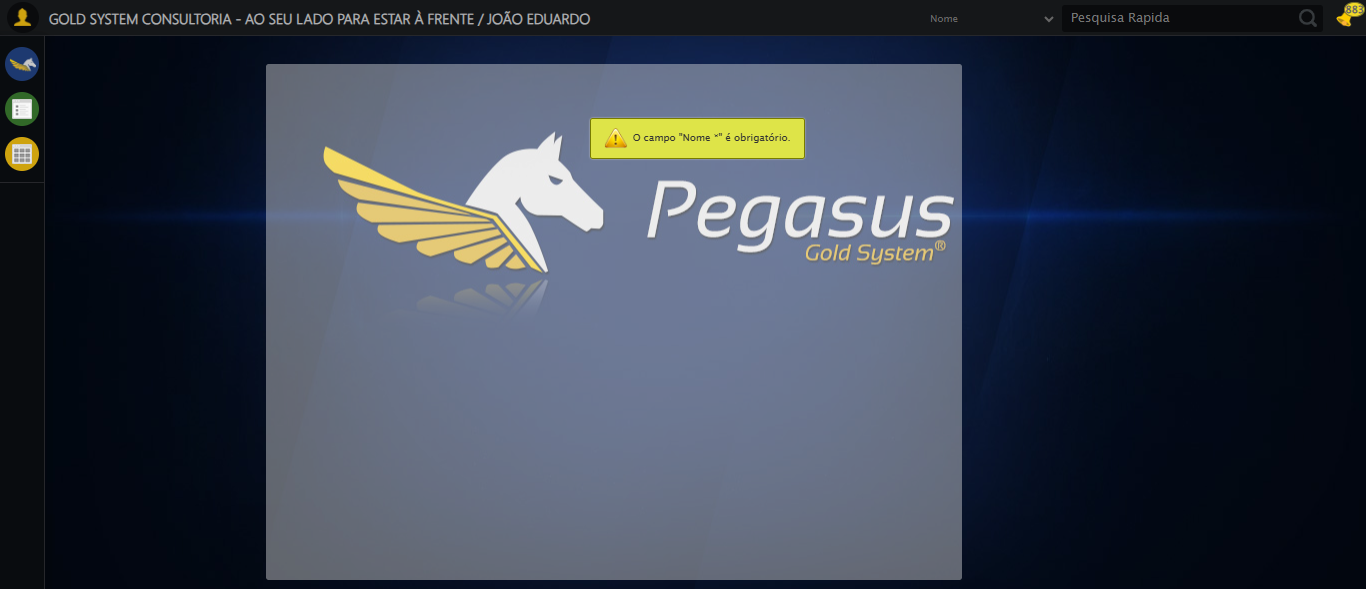 GOLD SYSTEM CONSULTORIA - AO SEU LADO PARA ESTAR À FRENTE / JOÃO EDUARDO
Nome
Pesquisa Rapida
883
O campo "Nome *" é obrigatório.
Pegasus
Gold System®